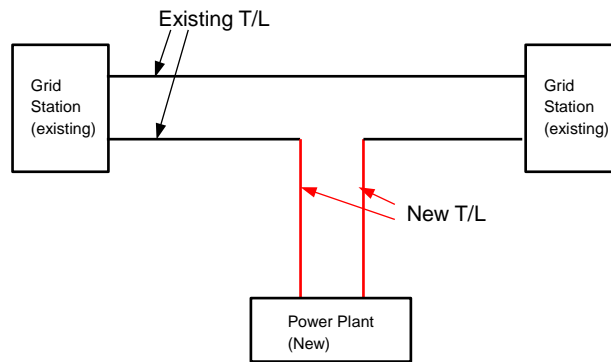 Existing T/L
Grid
Station
(existing)
Grid
Station
(existing)
New T/L
Power Plant
(New)